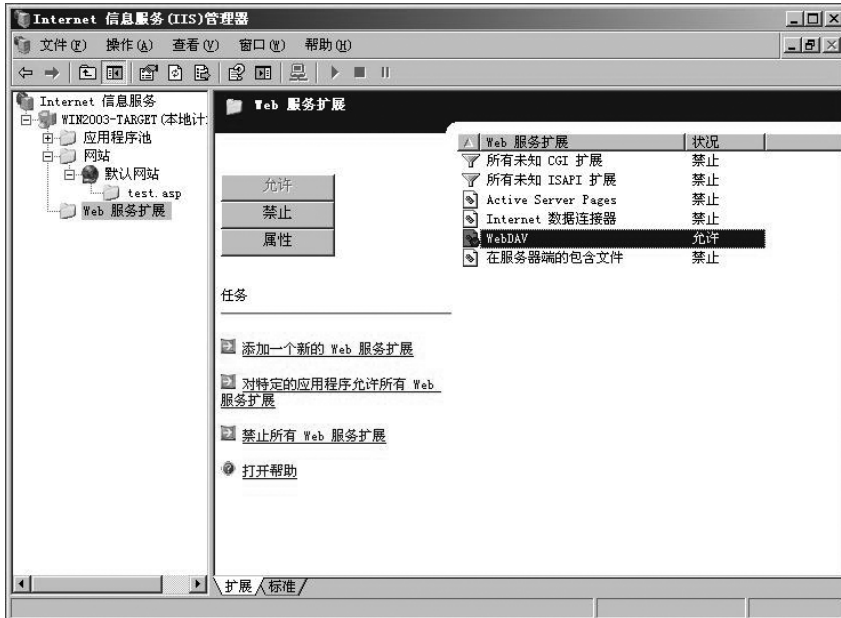 Internet 信息服务(IIS)管理器
文件(F) 操作(A) 查看(V) 窗口(W) 帮助(H)
Internet 信息服务
WIN2003-TARGET(本地计
应用程序池
网站
默认网站
test.asp
Web 服务扩展
Web 服务扩展
允许
禁止
属性
任务
添加一个新的 Web 服务扩展
对特定的应用程序允许所有 Web
服务扩展
禁止所有 Web 服务扩展
打开帮助
Web 服务扩展 状况
所有未知 CGI 扩展 禁止
所有未知 ISAPI 扩展 禁止
Active Server Pages 禁止
Internet 数据连接器 禁止
WebDAV 允许
在服务器端的包含文件 禁止
扩展 标准